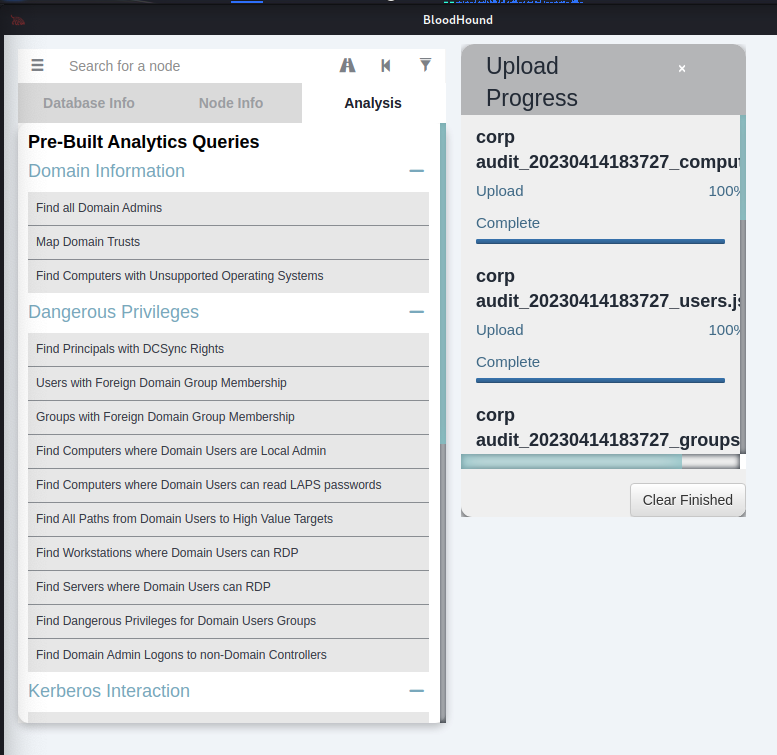 BloodHound
Search for a node
Database Info
Node Info
Analysis
Pre-Built Analytics Queries
Domain Information
Find all Domain Admins
Map Domain Trusts
Find Computers with Unsupported Operating Systems
Dangerous Privileges
Find Principals with DCSync Rights
Users with Foreign Domain Group Membership
Groups with Foreign Domain Group Membership
Find Computers where Domain Users are Local Admin
Find Computers where Domain Users can read LAPS passwords
Find All Paths from Domain Users to High Value Targets
Find Workstations where Domain Users can RDP
Find Servers where Domain Users can RDP
Find Dangerous Privileges for Domain Users Groups
Find Domain Admin Logons to non-Domain Controllers
Kerberos Interaction
Upload
Progress
×
corp
audit_20230414183727_comput
Upload 100%
Complete
corp
audit_20230414183727_users.js
Upload 100%
Complete
corp
audit_20230414183727_groups
Clear Finished